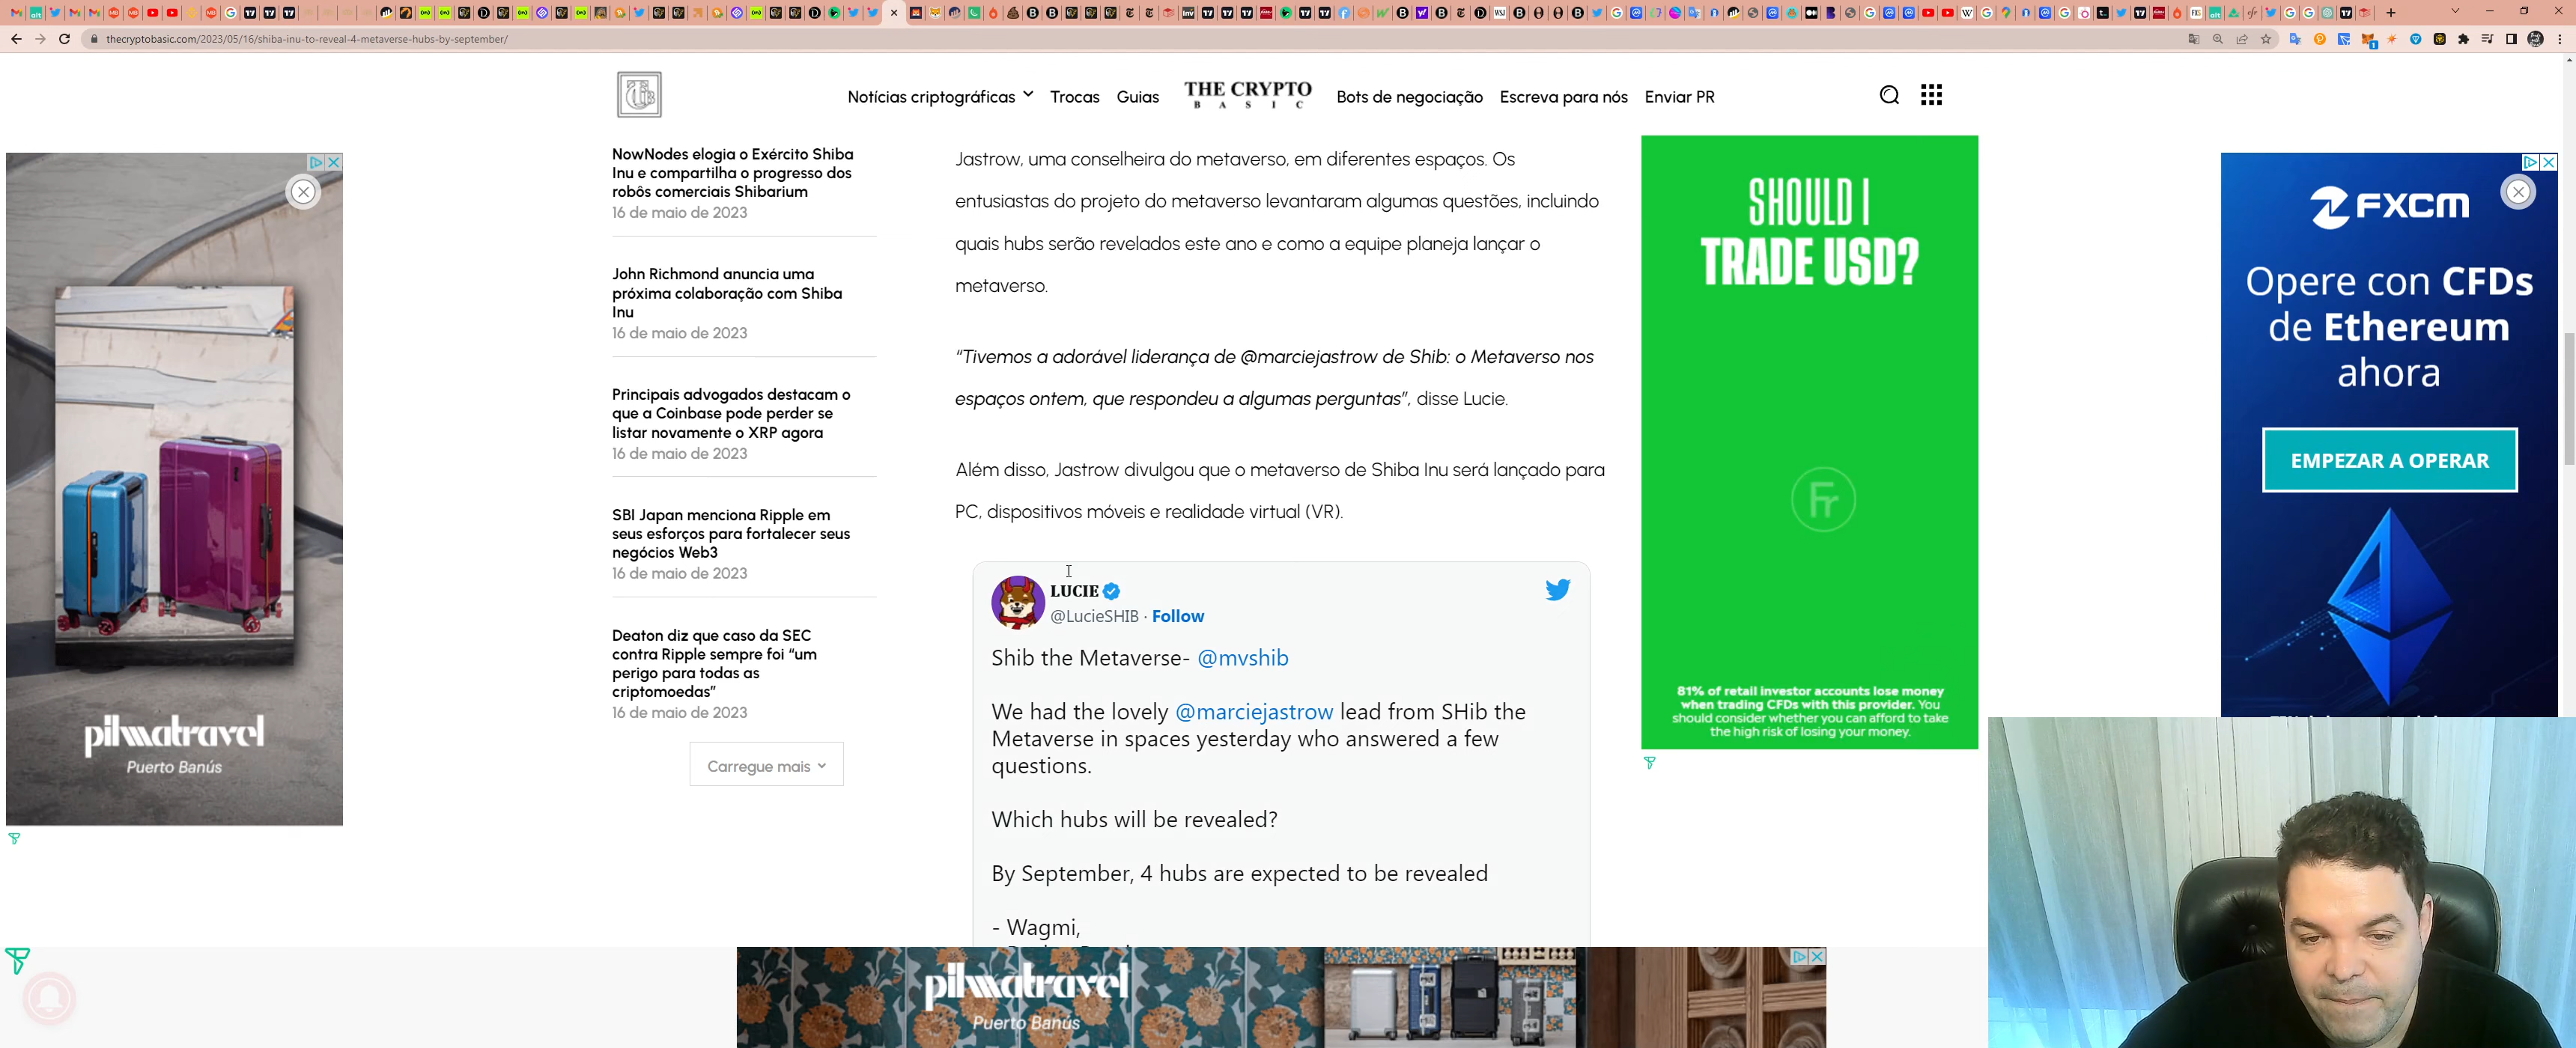 thecryptobasic.com/2023/05/16/shiba-inu-to-reveal-4-metaverse-hubs-by-september/
Notícias criptográficas
Trocas
Guias
THE CRYPTO
BASIC
Bots de negociação
Escreva para nós
Enviar PR
NowNodes elogia o Exército Shiba
Inu e compartilha o progresso dos
robôs comerciais Shibarium
16 de maio de 2023
John Richmond anuncia uma
próxima colaboração com Shiba
Inu
16 de maio de 2023
Principais advogados destacam o
que a Coinbase pode perder se
listar novamente o XRP agora
16 de maio de 2023
SBI Japan menciona Ripple em
seus esforços para fortalecer seus
negócios Web3
16 de maio de 2023
Deaton diz que caso da SEC
contra Ripple sempre foi “um
perigo para todas as
criptomoedas”
16 de maio de 2023
Carregue mais
Jastrow, uma conselheira do metaverso, em diferentes espaços. Os
entusiastas do projeto do metaverso levantaram algumas questões, incluindo
quais hubs serão revelados este ano e como a equipe planeja lançar o
metaverso.
“Tivemos a adorável liderança de @marciejastrow de Shib: o Metaverso nos
espaços ontem, que respondeu a algumas perguntas”, disse Lucie.
Além disso, Jastrow divulgou que o metaverso de Shiba Inu será lançado para
PC, dispositivos móveis e realidade virtual (VR).
LUCIE
@LucieSHIB · Follow
Shib the Metaverse- @mvshib
We had the lovely @marciejastrow lead from SHib the
Metaverse in spaces yesterday who answered a few
questions.
Which hubs will be revealed?
By September, 4 hubs are expected to be revealed
- Wagmi,
SHOULD I
TRADE USD?
Fr
81% of retail investor accounts lose money
when trading CFDs with this provider. You
should consider whether you can afford to take
the high risk of losing your money.
FXCM
Opere con CFDs
de Ethereum
ahora
EMPEZAR A OPERAR
pilmatravel
Puerto Banús
pilmatravel
Puerto Banús